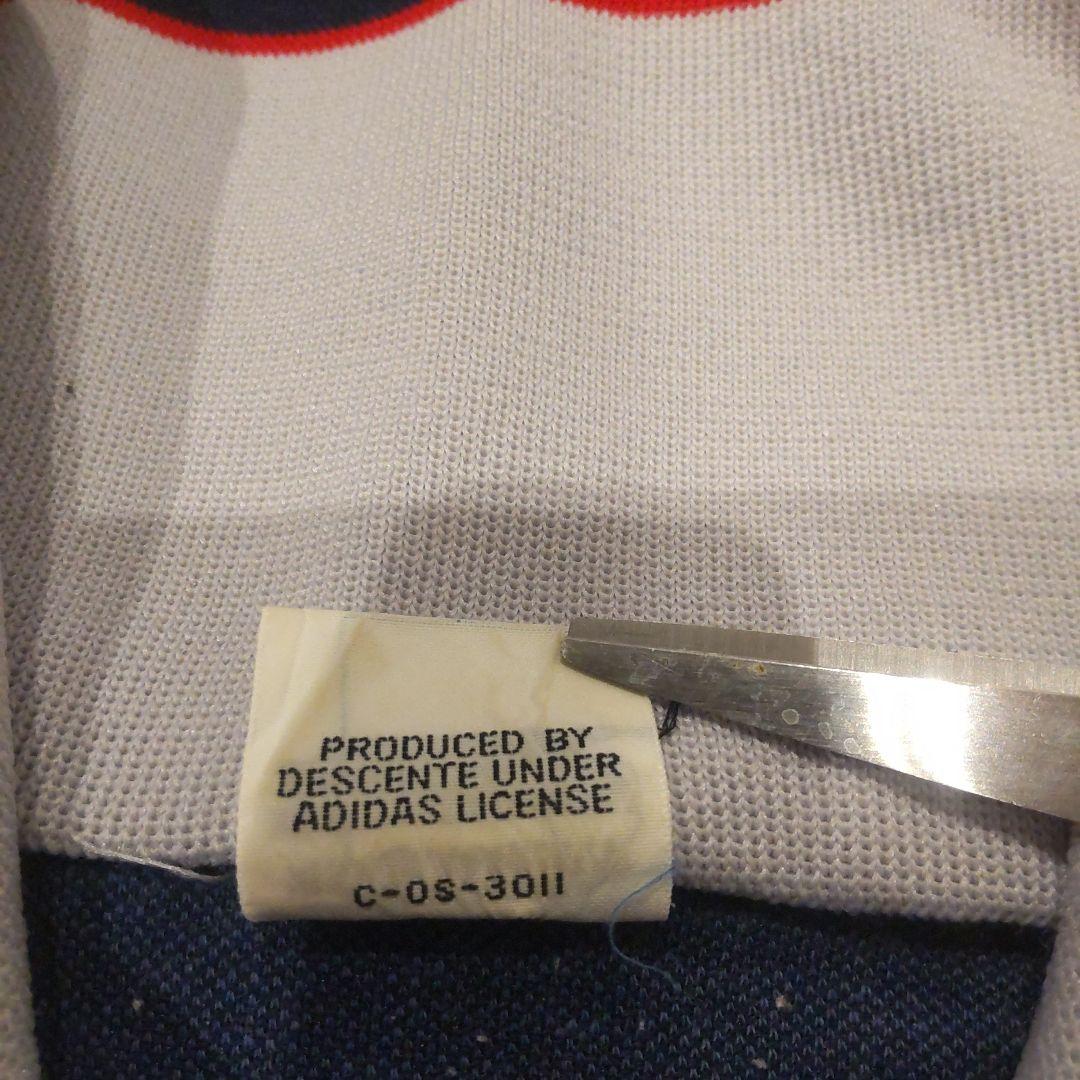 PRODUCED BY
DESCENTE UNDER
ADIDAS LICENSE
C-OS-3011